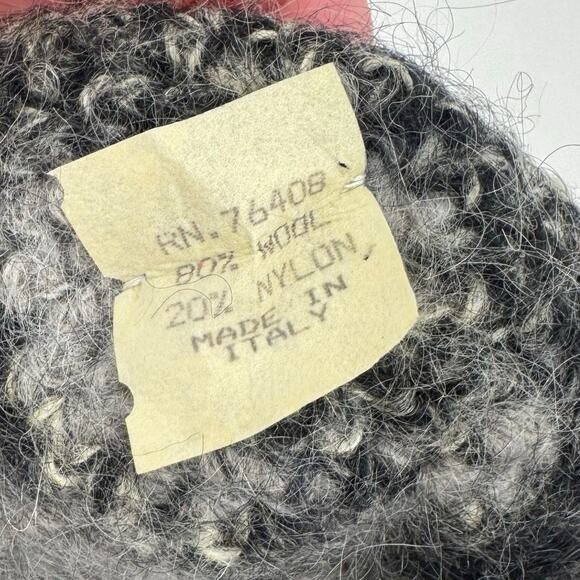 RN.76408
80% WOOL
20% NYLON,
MADE IN
ITALY